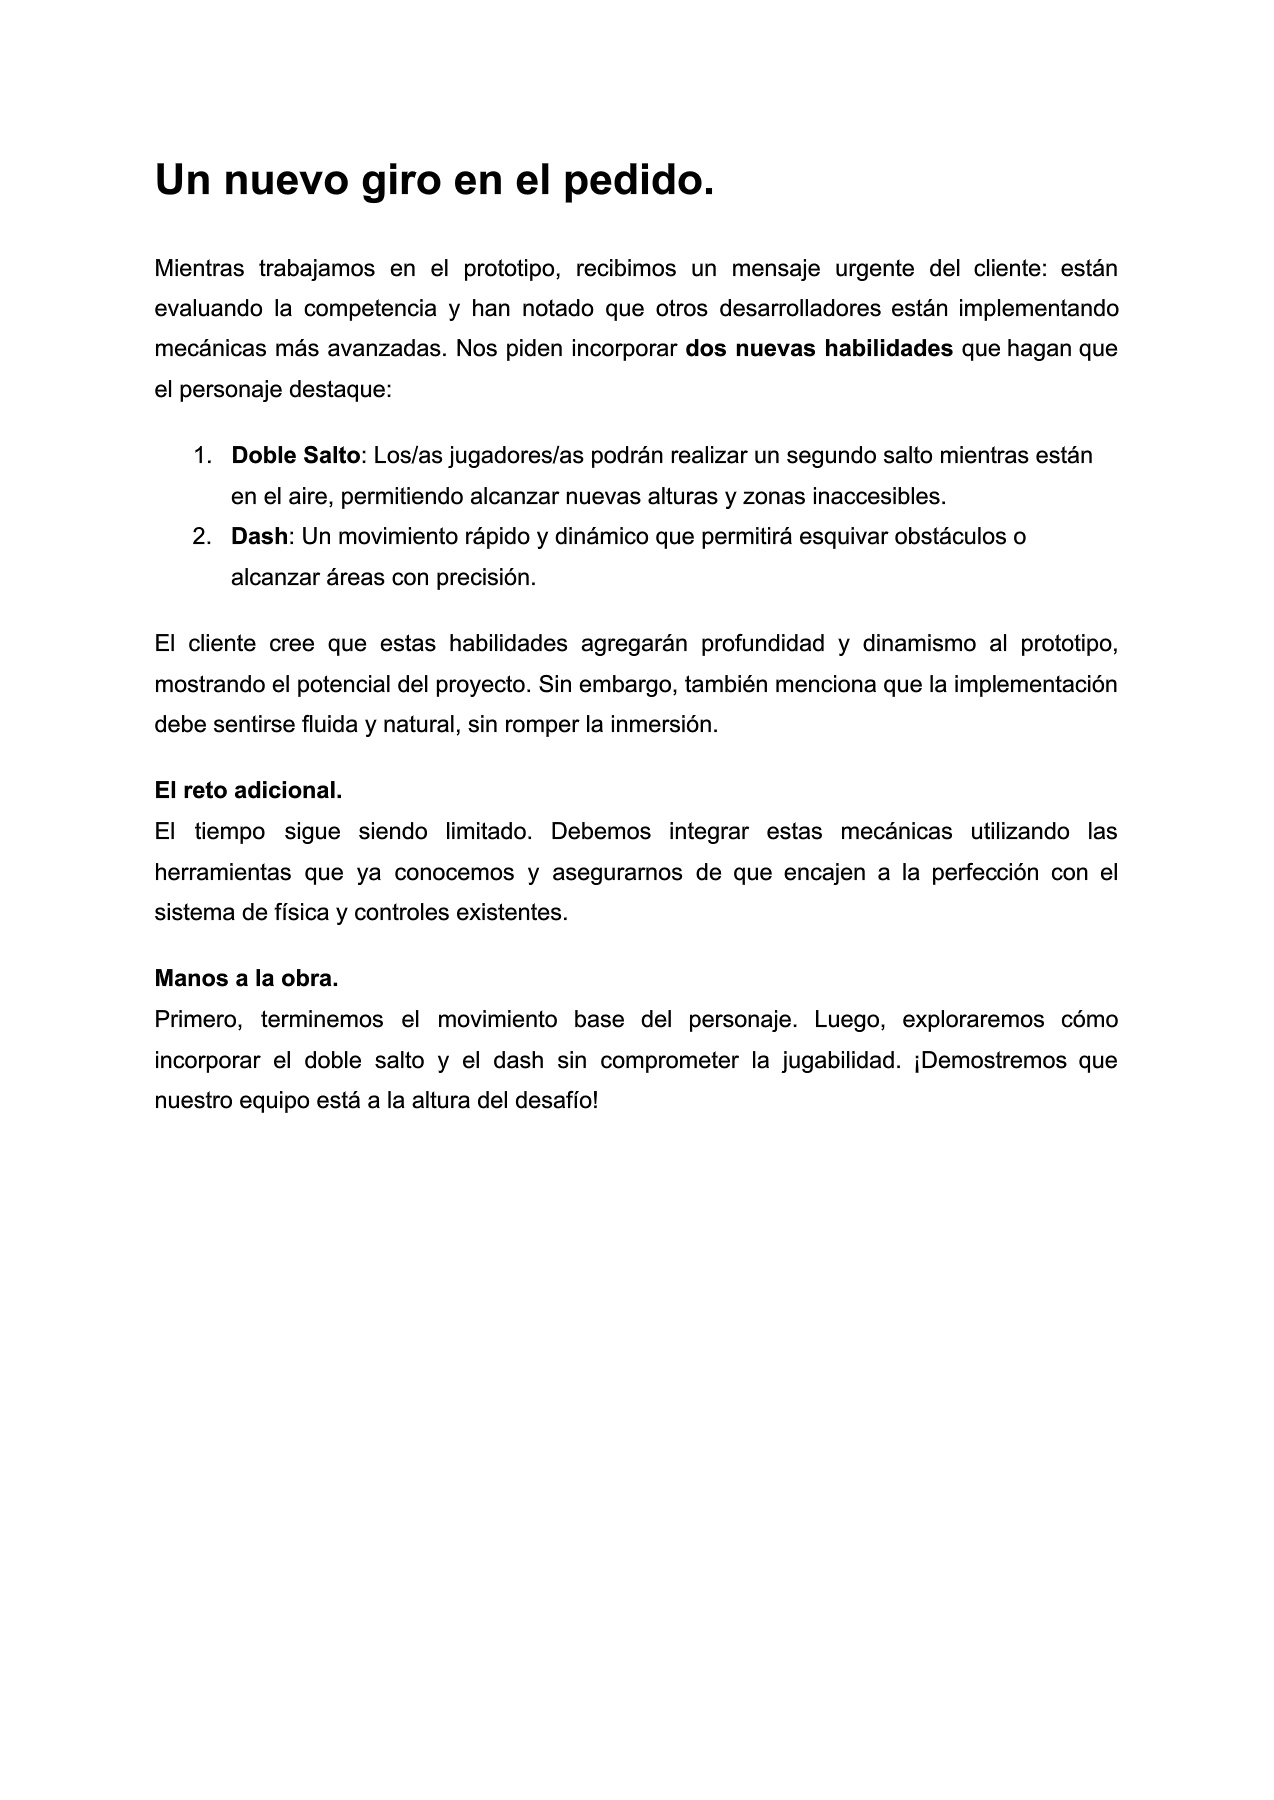 Un nuevo giro en el pedido.
Mientras trabajamos en el prototipo, recibimos un mensaje urgente del cliente: están
evaluando la competencia y han notado que otros desarrolladores están implementando
mecánicas más avanzadas. Nos piden incorporar dos nuevas habilidades que hagan que
el personaje destaque:
1. Doble Salto: Los/as jugadores/as podrán realizar un segundo salto mientras están
en el aire, permitiendo alcanzar nuevas alturas y zonas inaccesibles.
2. Dash: Un movimiento rápido y dinámico que permitirá esquivar obstáculos o
alcanzar áreas con precisión.
El cliente cree que estas habilidades agregarán profundidad y dinamismo al prototipo,
mostrando el potencial del proyecto. Sin embargo, también menciona que la implementación
debe sentirse fluida y natural, sin romper la inmersión.
El reto adicional.
El tiempo sigue siendo limitado. Debemos integrar estas mecánicas utilizando las
herramientas que ya conocemos y asegurarnos de que encajen a la perfección con el
sistema de física y controles existentes.
Manos a la obra.
Primero, terminemos el movimiento base del personaje. Luego, exploraremos cómo
incorporar el doble salto y el dash sin comprometer la jugabilidad. ¡Demostremos que
nuestro equipo está a la altura del desafío!